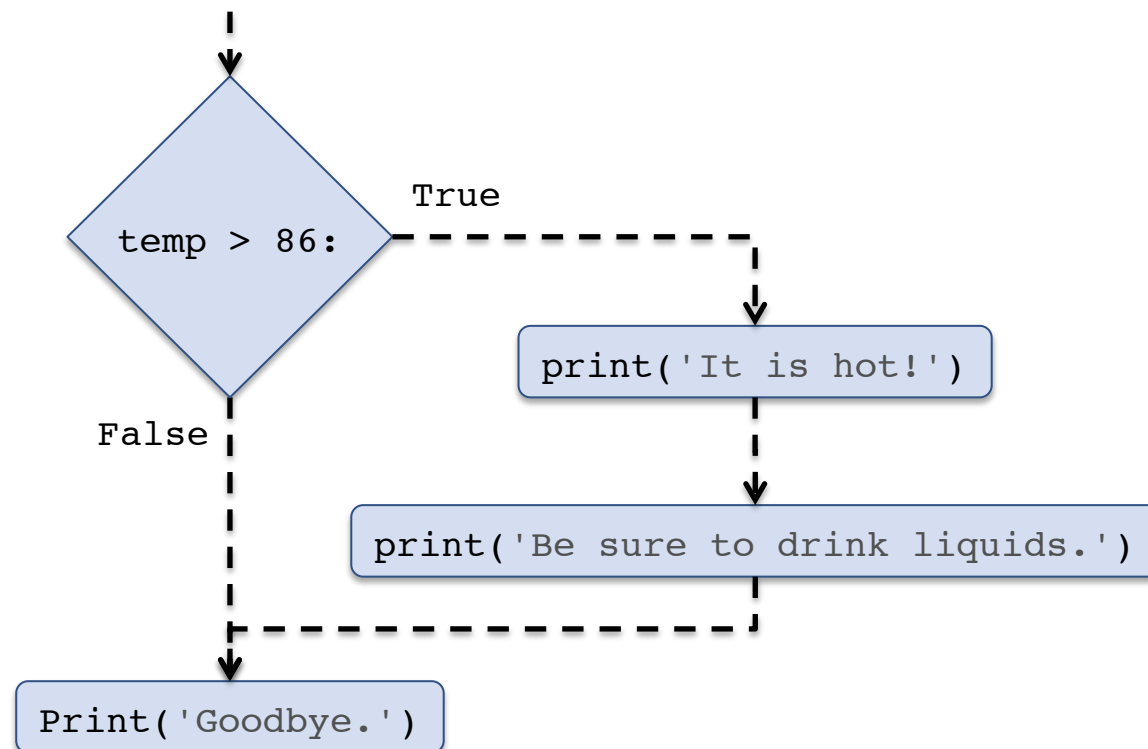 True
temp > 86:
print('It is hot!')
False
print('Be sure to drink liquids.')
Print('Goodbye.')